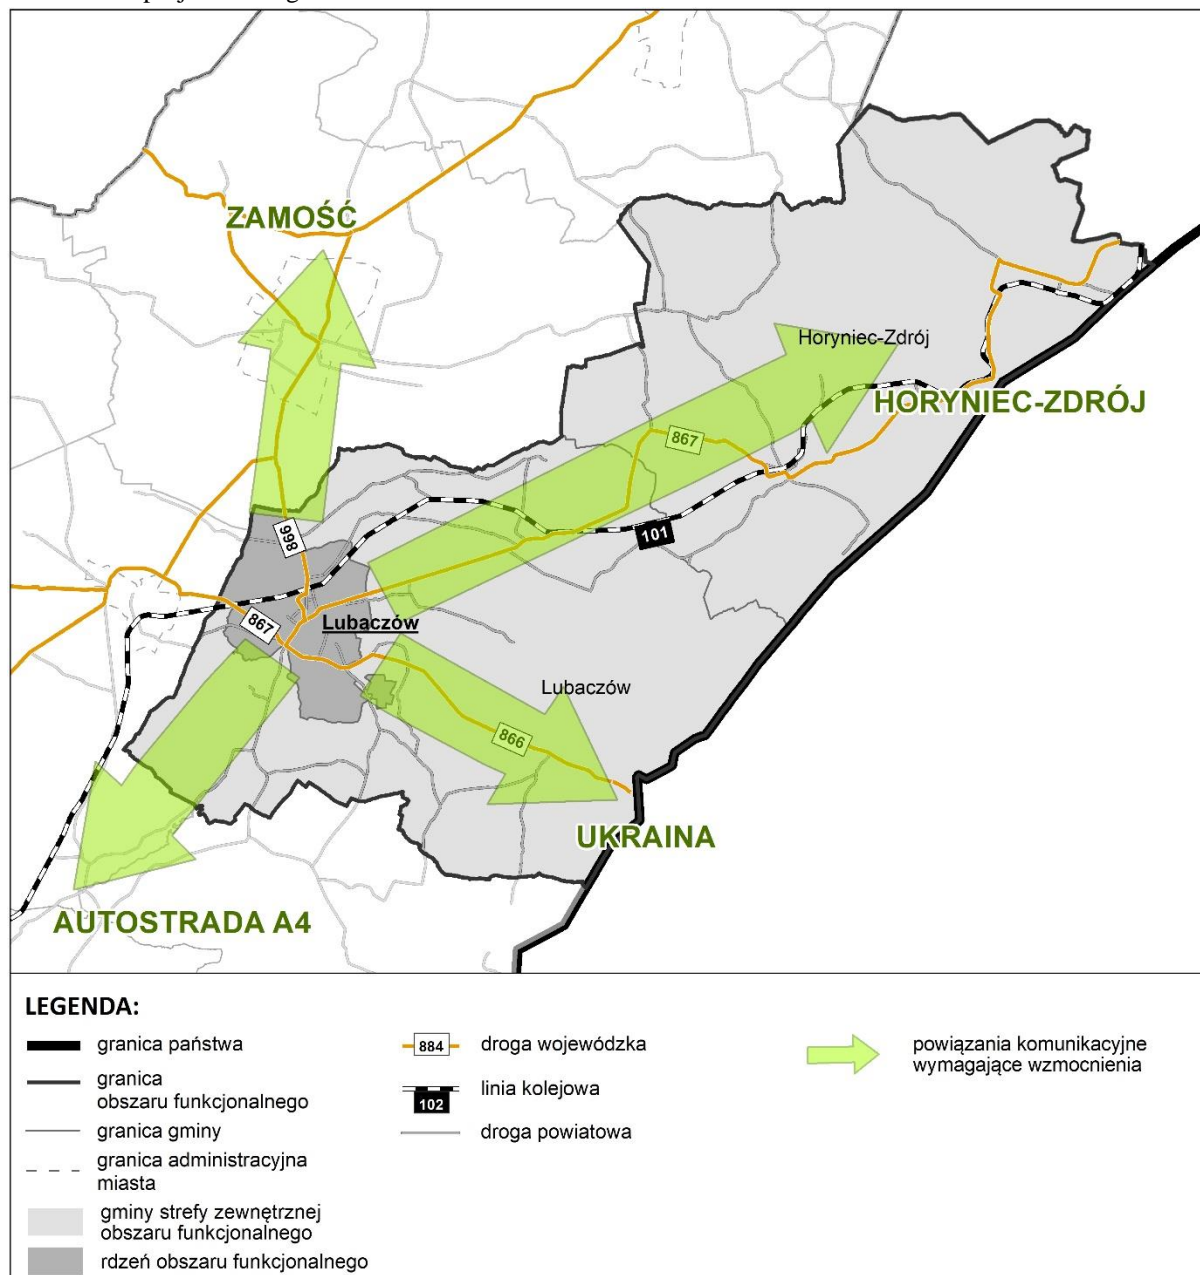 ZAMOŚĆ
Horyniec-Zdrój
HORYNIEC-ZDRÓJ
867
101
866
867
Lubaczów
Lubaczów
866
UKRAINA
AUTOSTRADA A4
LEGENDA:
granica państwa
granica
obszaru funkcjonalnego
granica gminy
granica administracyjna
miasta
gminy strefy zewnętrznej
obszaru funkcjonalnego
rdzeń obszaru funkcjonalnego
884 droga wojewódzka
linia kolejowa
102
droga powiatowa
powiązania komunikacyjne
wymagające wzmocnienia